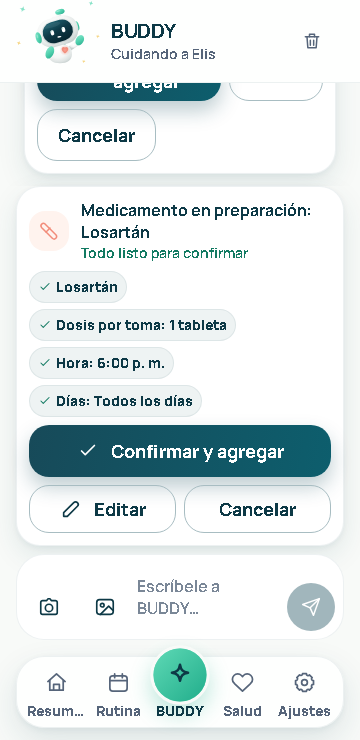 BUDDY
Cuidando a Elis
agregar
Cancelar
Medicamento en preparación:
Losartán
Todo listo para confirmar
Losartán
Dosis por toma: 1 tableta
Hora: 6:00 p. m.
Días: Todos los días
Confirmar y agregar
Editar
Cancelar
Escríbele a
BUDDY…
Resum…
Rutina
BUDDY
Salud
Ajustes